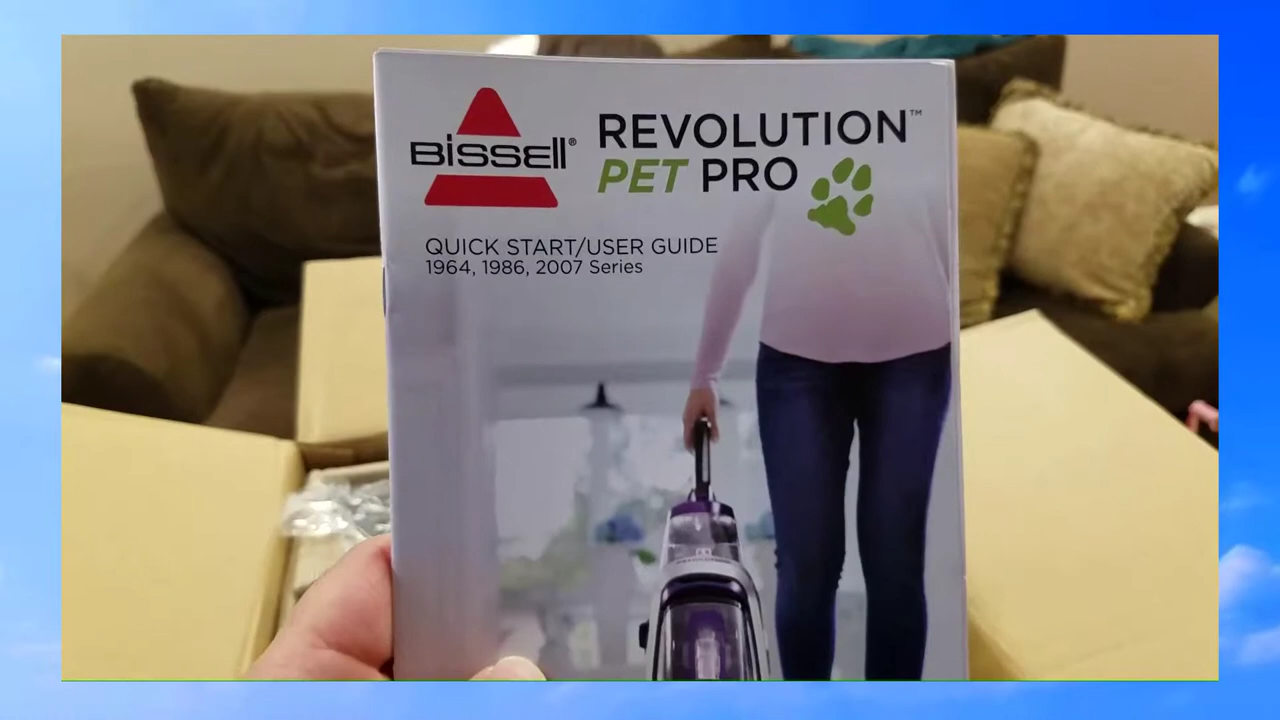 Bissell®
REVOLUTION™
PET PRO
QUICK START/USER GUIDE
1964, 1986, 2007 Series